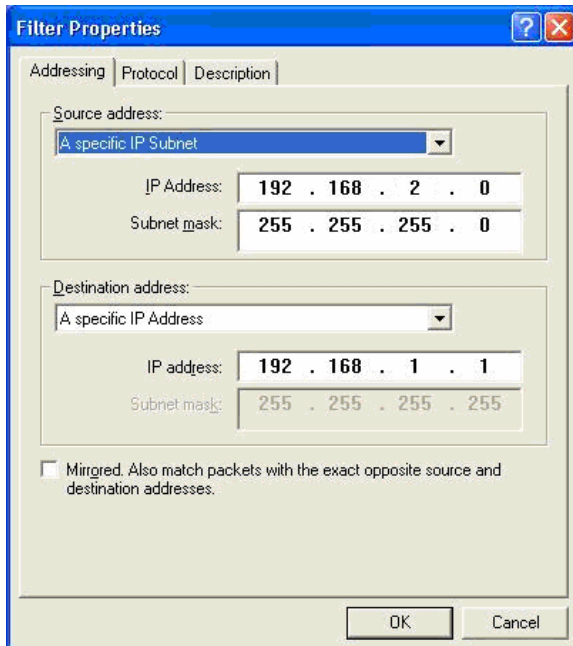 Filter Properties
Addressing Protocol Description
Source address:
A specific IP Subnet
IP Address: 192 . 168 . 2 . 0
Subnet mask: 255 . 255 . 255 . 0
Destination address:
A specific IP Address
IP address: 192 . 168 . 1 . 1
Subnet mask: 255 . 255 . 255 . 255
Mirrored. Also match packets with the exact opposite source and
destination addresses.
OK Cancel